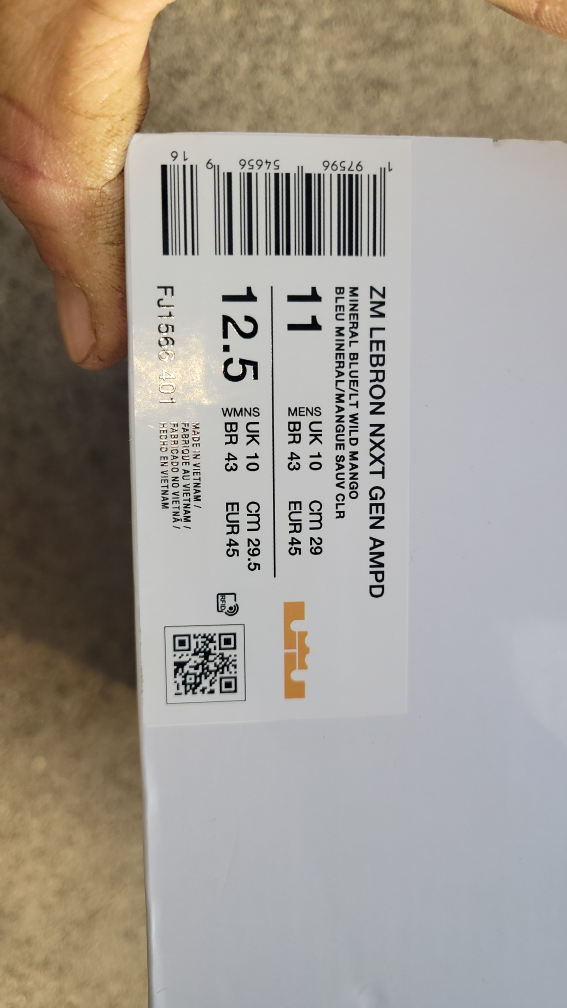 ZM LEBRON NXXT GEN AMPD
MINERAL BLUE/LT WILD MANGO
BLEU MINERAL/MANGUE SAUV CLR
11
MENS
UK 10 cm 29
BR 43 EUR 45
12.5
WMNS
UK 10 cm 29.5
BR 43 EUR 45
FJ1566 401
MADE IN VIETNAM /
FABRIQUE AU VIETNAM /
FABRICADO NO VIETNÃ /
HECHO EN VIETNAM
1 97596 54656 9 16
RFID